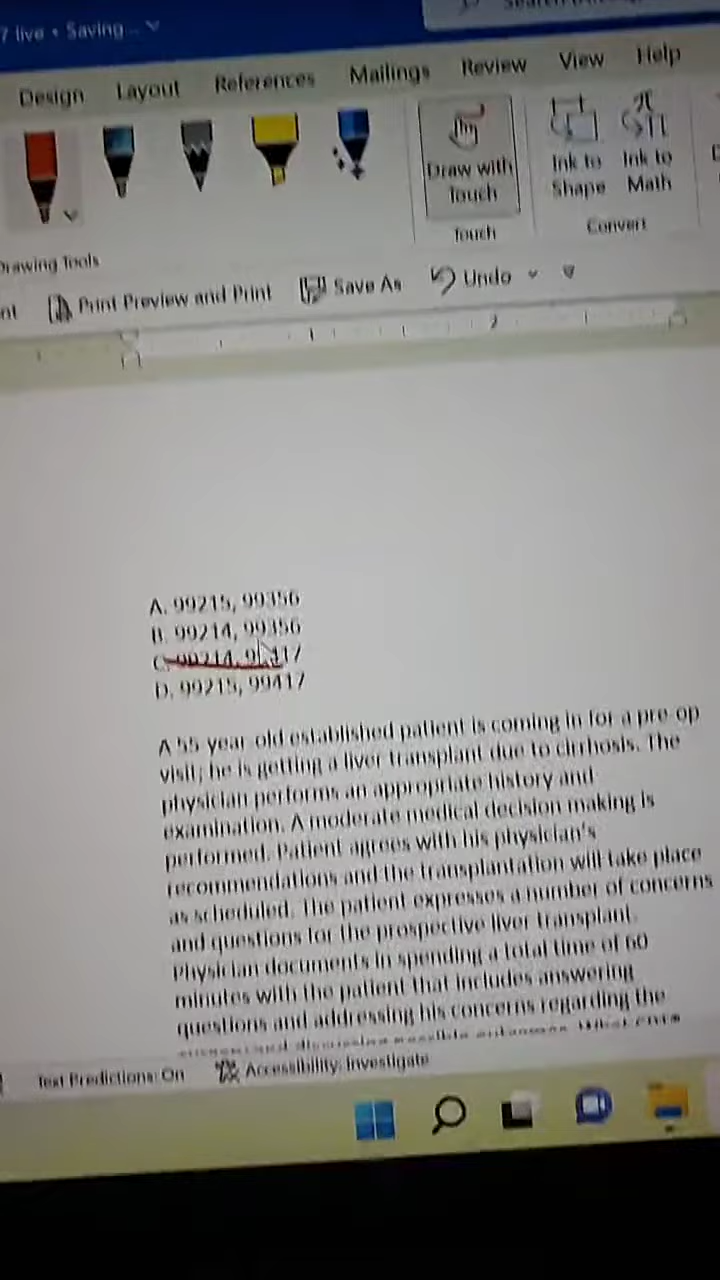 7 live • Saving...
Design Layout References Mailings Review View Help
Draw with Touch
Ink to Shape
Ink to Math
Touch
Convert
Drawing Tools
nt Print Preview and Print Save As Undo
1 2
A. 99215, 99356
B. 99214, 99356
C. 99214, 99417
D. 99215, 99417
A 55 year old established patient is coming in for a pre op
visit; he is getting a liver transplant due to cirrhosis. The
physician performs an appropriate history and
examination. A moderate medical decision making is
performed. Patient agrees with his physician's
recommendations and the transplantation will take place
as scheduled. The patient expresses a number of concerns
and questions for the prospective liver transplant.
Physician documents in spending a total time of 60
minutes with the patient that includes answering
questions and addressing his concerns regarding the
Text Predictions: On Accessibility: Investigate